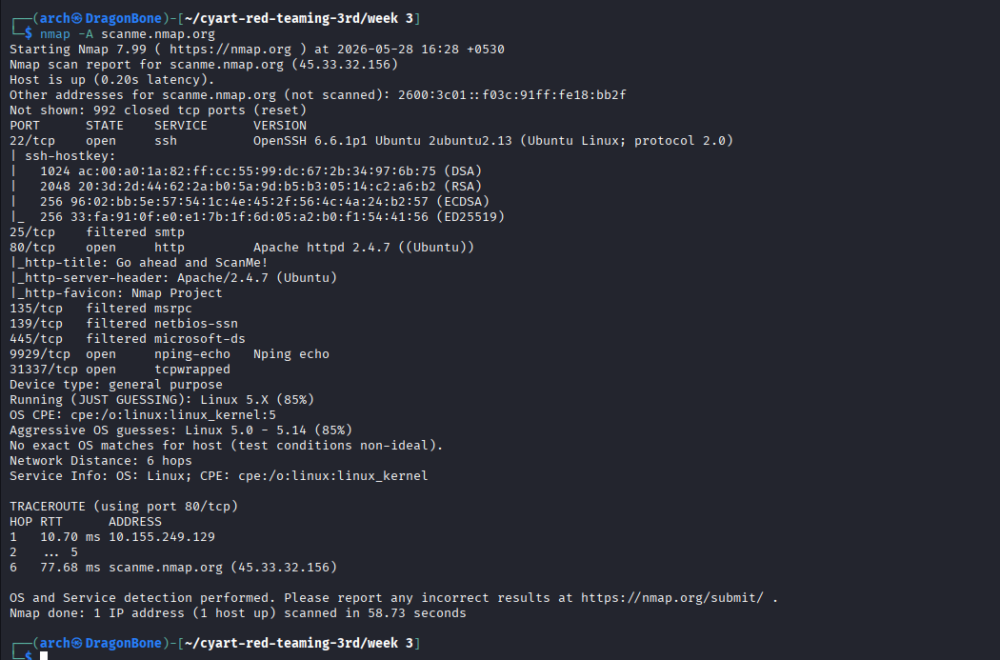 ┌──(arch㉿DragonBone)-[~/cyart-red-teaming-3rd/week 3]
└─$ nmap -A scanme.nmap.org
Starting Nmap 7.99 ( https://nmap.org ) at 2026-05-28 16:28 +0530
Nmap scan report for scanme.nmap.org (45.33.32.156)
Host is up (0.20s latency).
Other addresses for scanme.nmap.org (not scanned): 2600:3c01::f03c:91ff:fe18:bb2f
Not shown: 992 closed tcp ports (reset)
PORT      STATE    SERVICE      VERSION
22/tcp    open     ssh          OpenSSH 6.6.1p1 Ubuntu 2ubuntu2.13 (Ubuntu Linux; protocol 2.0)
| ssh-hostkey:
|   1024 ac:00:a0:1a:82:ff:cc:55:99:dc:67:2b:34:97:6b:75 (DSA)
|   2048 20:3d:2d:44:62:2a:b0:5a:9d:b5:b3:05:14:c2:a6:b2 (RSA)
|   256 96:02:bb:5e:57:54:1c:4e:45:2f:56:4c:4a:24:b2:57 (ECDSA)
|_  256 33:fa:91:0f:e0:e1:7b:1f:6d:05:a2:b0:f1:54:41:56 (ED25519)
25/tcp    filtered smtp
80/tcp    open     http         Apache httpd 2.4.7 ((Ubuntu))
|_http-title: Go ahead and ScanMe!
|_http-server-header: Apache/2.4.7 (Ubuntu)
|_http-favicon: Nmap Project
135/tcp   filtered msrpc
139/tcp   filtered netbios-ssn
445/tcp   filtered microsoft-ds
9929/tcp  open     nping-echo   Nping echo
31337/tcp open     tcpwrapped
Device type: general purpose
Running (JUST GUESSING): Linux 5.X (85%)
OS CPE: cpe:/o:linux:linux_kernel:5
Aggressive OS guesses: Linux 5.0 - 5.14 (85%)
No exact OS matches for host (test conditions non-ideal).
Network Distance: 6 hops
Service Info: OS: Linux; CPE: cpe:/o:linux:linux_kernel
TRACEROUTE (using port 80/tcp)
HOP RTT      ADDRESS
1   10.70 ms 10.155.249.129
2   ... 5
6   77.68 ms scanme.nmap.org (45.33.32.156)
OS and Service detection performed. Please report any incorrect results at https://nmap.org/submit/ .
Nmap done: 1 IP address (1 host up) scanned in 58.73 seconds
┌──(arch㉿DragonBone)-[~/cyart-red-teaming-3rd/week 3]
└─$